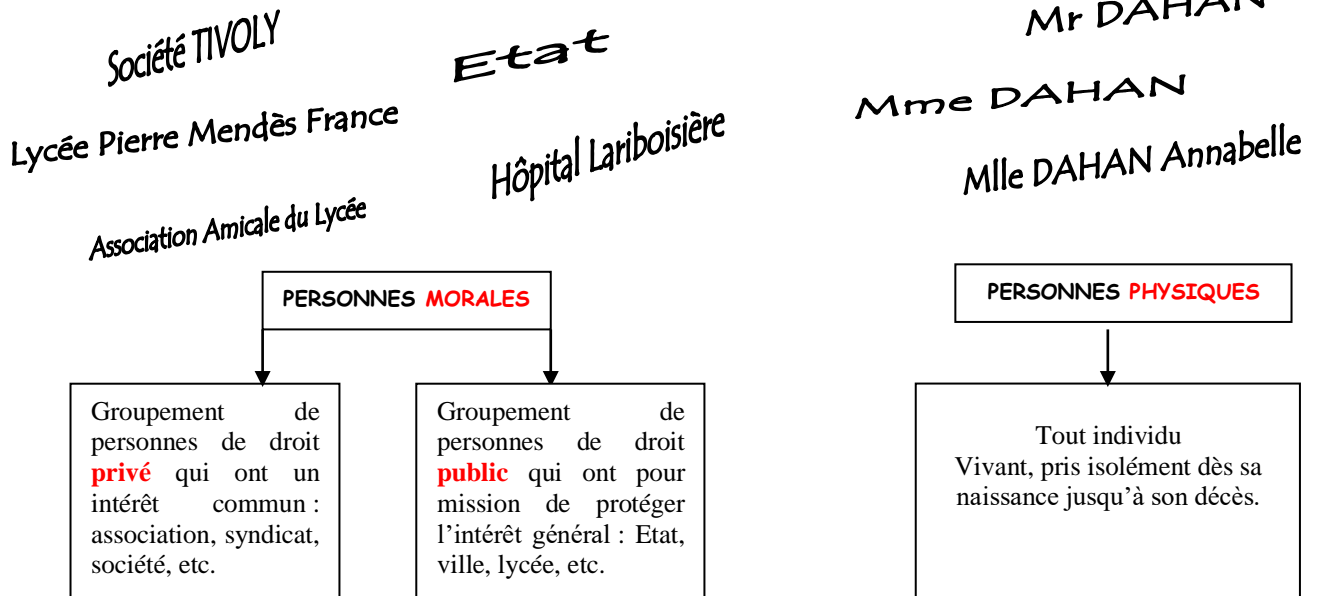 Société TIVOLY
Etat
Mr DAHAN
Mme DAHAN
Lycée Pierre Mendès France
Hôpital Lariboisière
Mlle DAHAN Annabelle
Association Amicale du Lycée
PERSONNES MORALES
PERSONNES PHYSIQUES
Groupement de
personnes de droit
privé qui ont un
intérêt commun :
association, syndicat,
société, etc.
Groupement de
personnes de droit
public qui ont pour
mission de protéger
l’intérêt général : Etat,
ville, lycée, etc.
Tout individu
Vivant, pris isolément dès sa
naissance jusqu’à son décès.